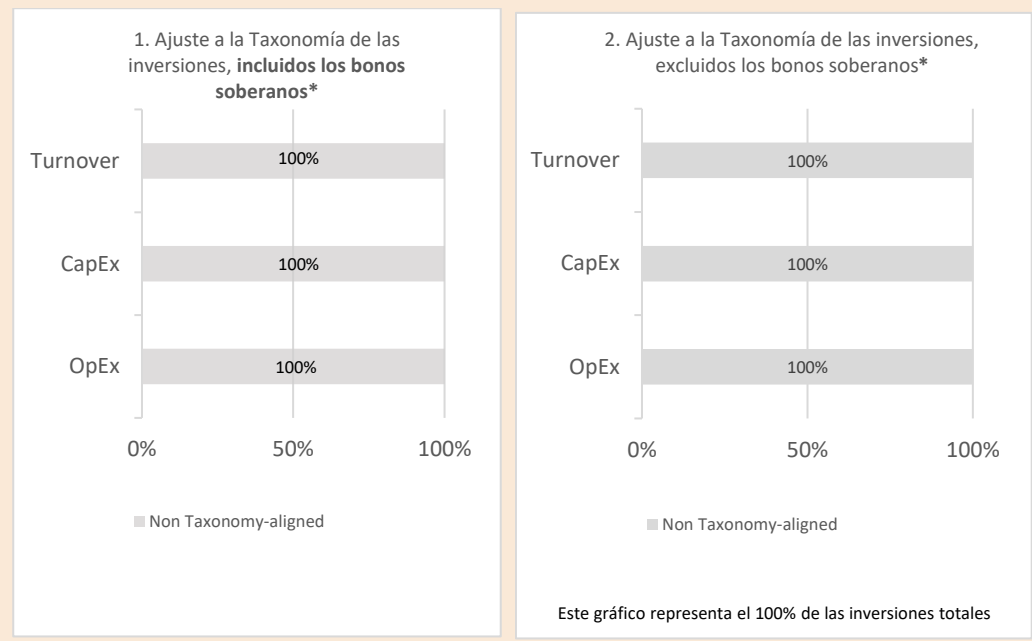 1. Ajuste a la Taxonomía de las
inversiones, incluidos los bonos
soberanos*
Turnover
100%
CapEx
100%
OpEx
100%
0%
50%
100%
Non Taxonomy-aligned
2. Ajuste a la Taxonomía de las inversiones,
excluidos los bonos soberanos*
Turnover
100%
CapEx
100%
OpEx
100%
0%
50%
100%
Non Taxonomy-aligned
Este gráfico representa el 100% de las inversiones totales